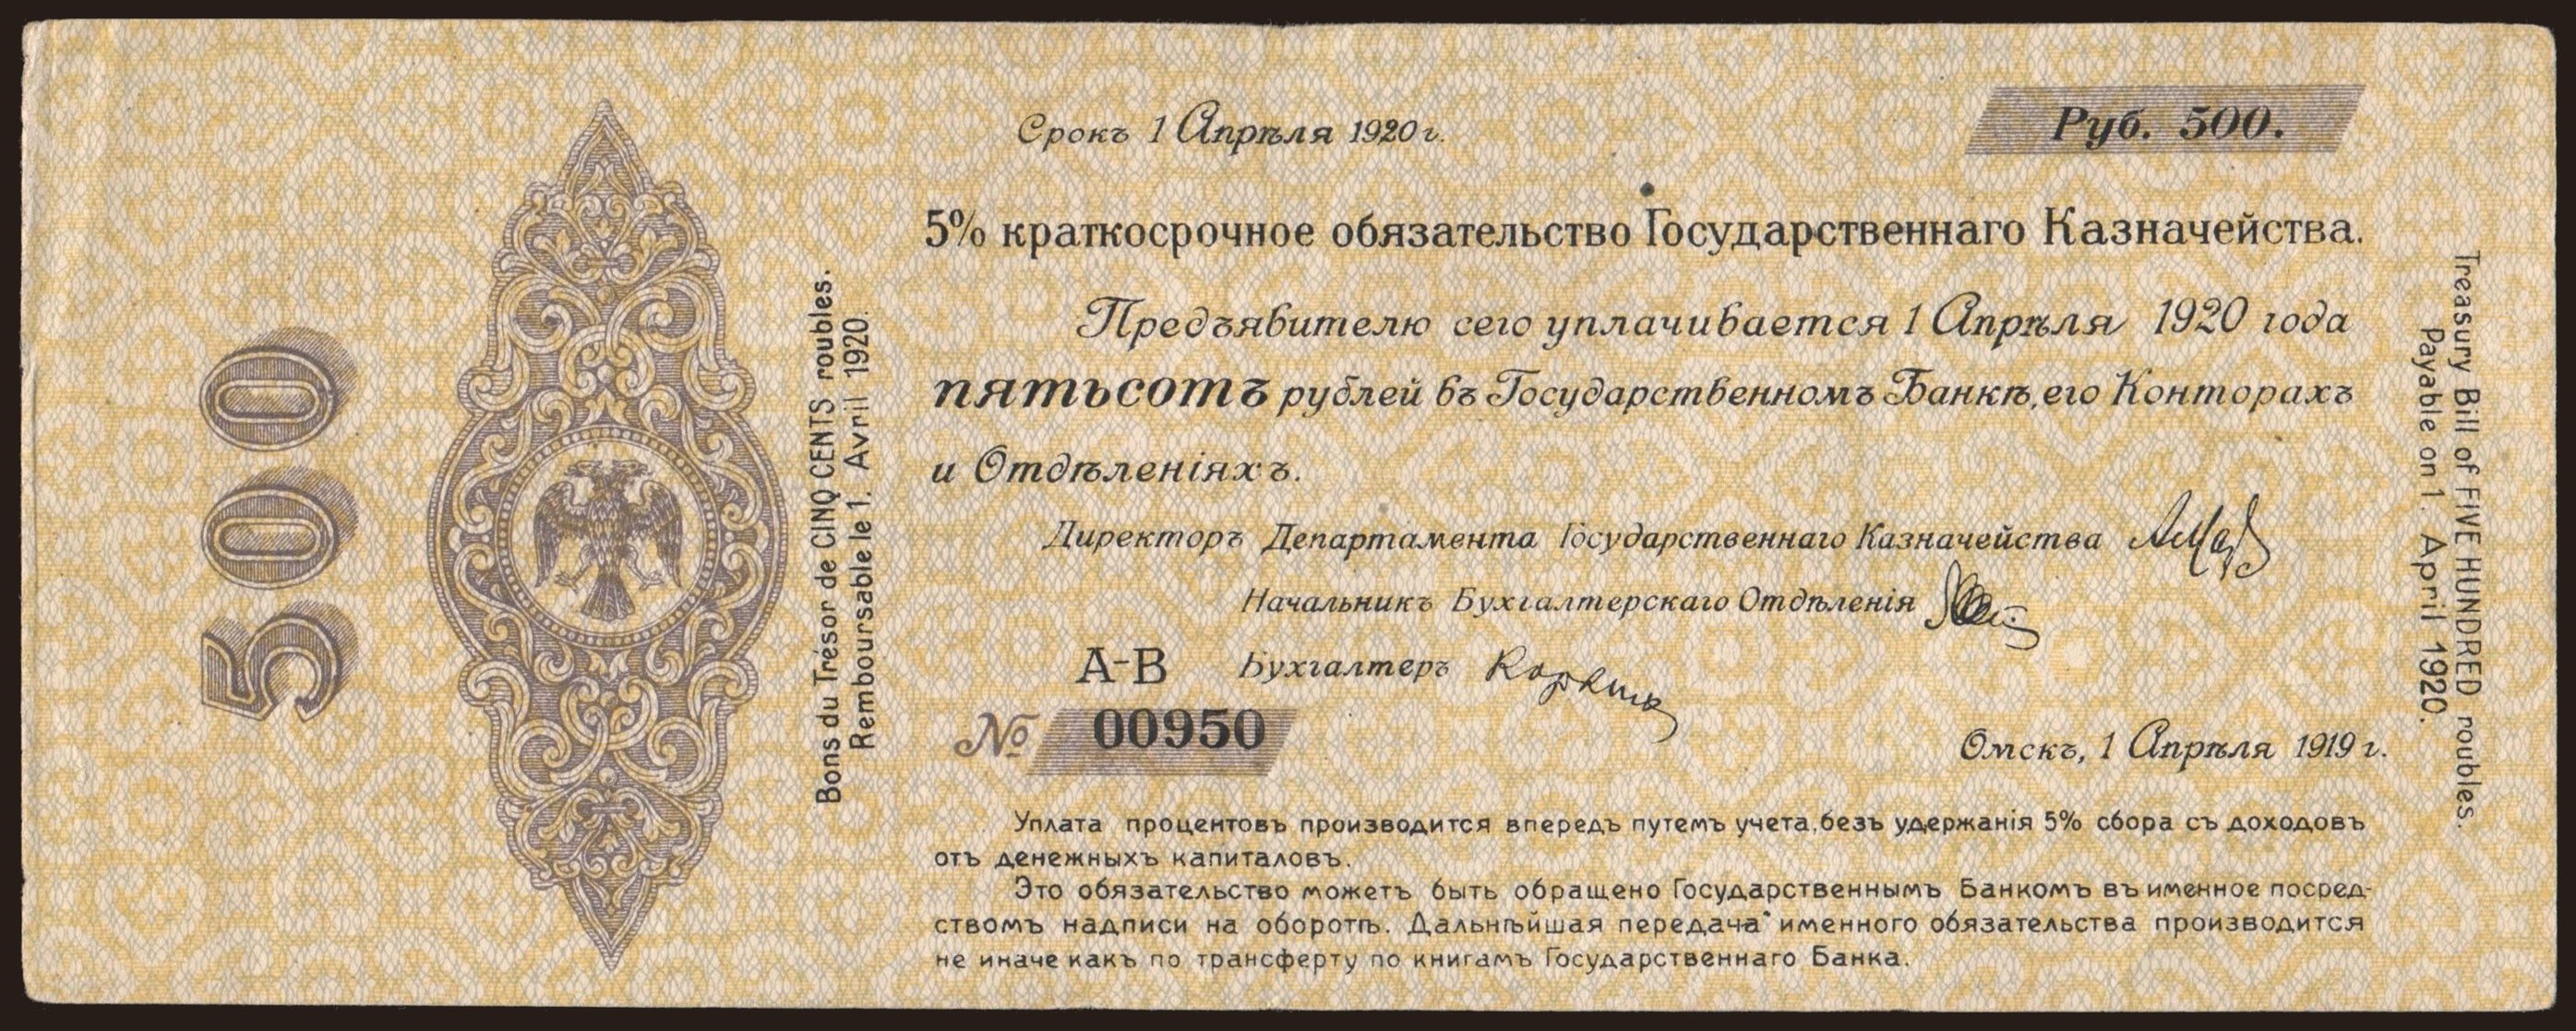 500
Bons du Trésor de CINQ CENTS roubles.
Remboursable le 1. Avril 1920.
Срокъ 1 Апрѣля 1920 г.
Руб. 500.
5% краткосрочное обязательство Государственнаго Казначейства.
Предъявителю сего уплачивается 1 Апрѣля 1920 года
пятьсотъ рублей въ Государственномъ Банкѣ, его Конторахъ
и Отдѣленіяхъ.
Директоръ Департамента Государственнаго Казначейства
Начальникъ Бухгалтерскаго Отдѣленія
А-В Бухгалтеръ
№ 00950
Омскъ, 1 Апрѣля 1919 г.
Уплата процентовъ производится впередъ путемъ учета, безъ удержанія 5% сбора съ доходовъ
отъ денежныхъ капиталовъ.
Это обязательство можетъ быть обращено Государственнымъ Банкомъ въ именное посред-
ствомъ надписи на оборотѣ. Дальнѣйшая передача именного обязательства производится
не иначе какъ по трансферту по книгамъ Государственнаго Банка.
Treasury Bill of FIVE HUNDRED roubles.
Payable on 1. April 1920.